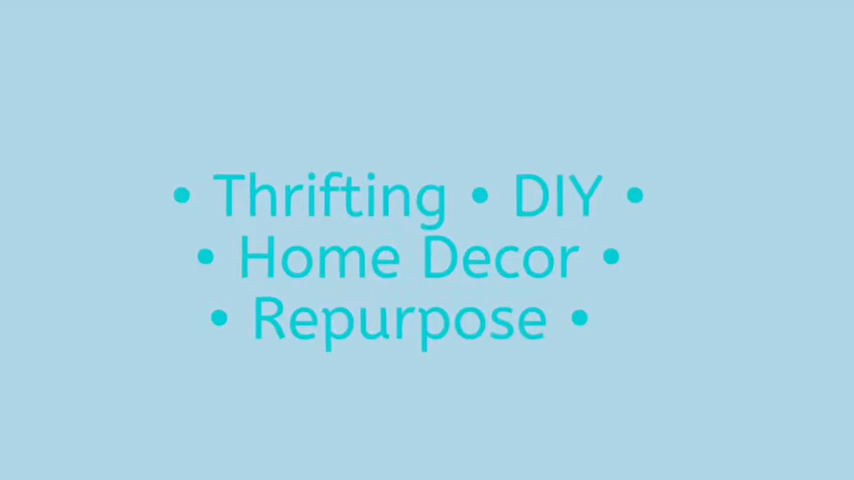 • Thrifting • DIY •
• Home Decor •
• Repurpose •